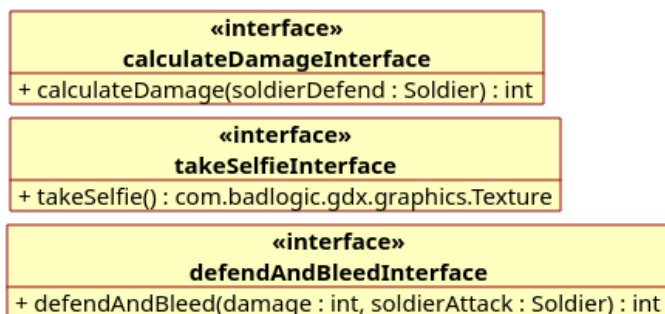 «interface»
calculateDamageInterface
+ calculateDamage(soldierDefend : Soldier) : int
«interface»
takeSelfieInterface
+ takeSelfie() : com.badlogic.gdx.graphics.Texture
«interface»
defendAndBleedInterface
+ defendAndBleed(damage : int, soldierAttack : Soldier) : int